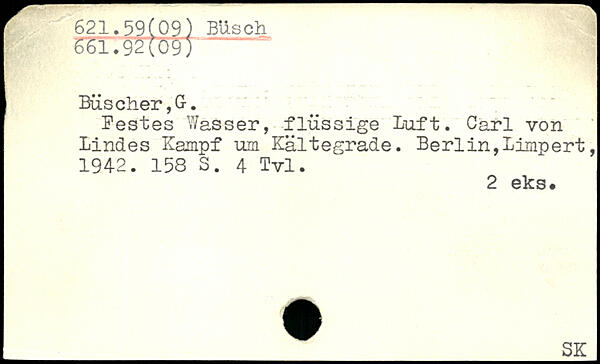 621.59(09) Büsch
661.92(09)
Büscher,G.
Festes Wasser, flüssige Luft. Carl von
Lindes Kampf um Kältegrade. Berlin,Limpert,
1942. 158 S. 4 Tvl.
2 eks.
SK